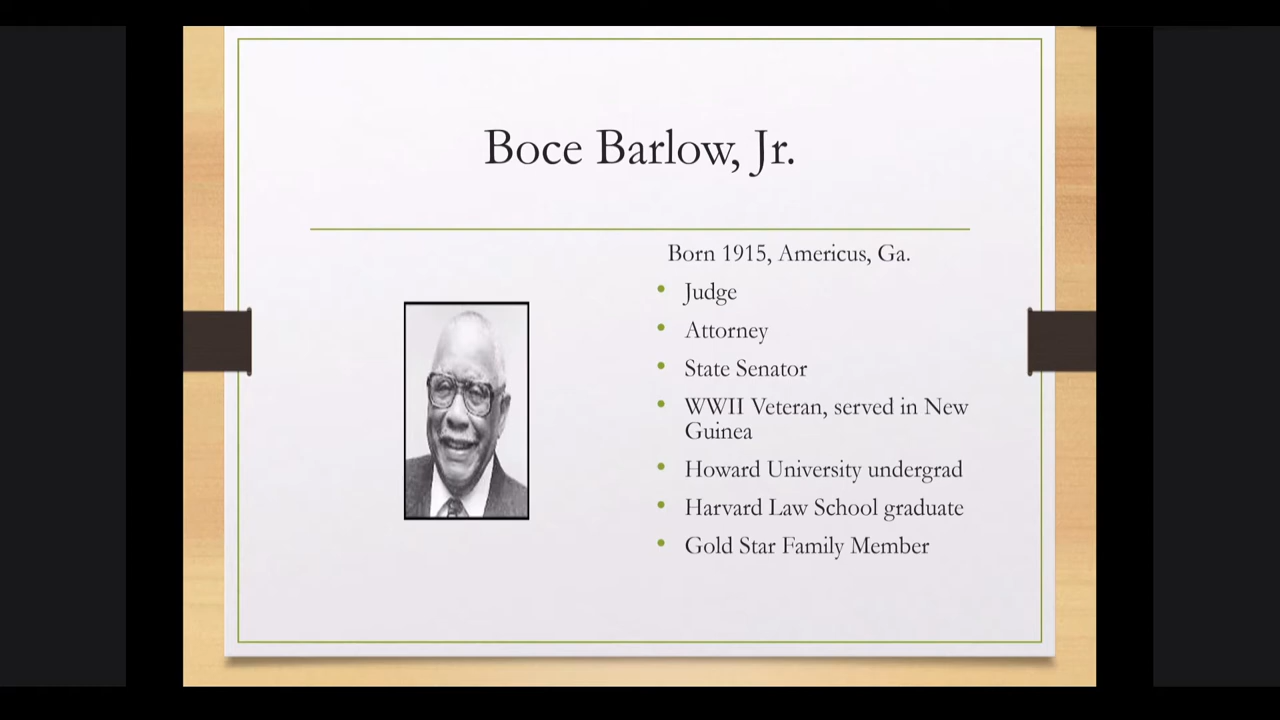 Boce Barlow, Jr.
Born 1915, Americus, Ga.
• Judge
• Attorney
• State Senator
• WWII Veteran, served in New
Guinea
• Howard University undergrad
• Harvard Law School graduate
• Gold Star Family Member